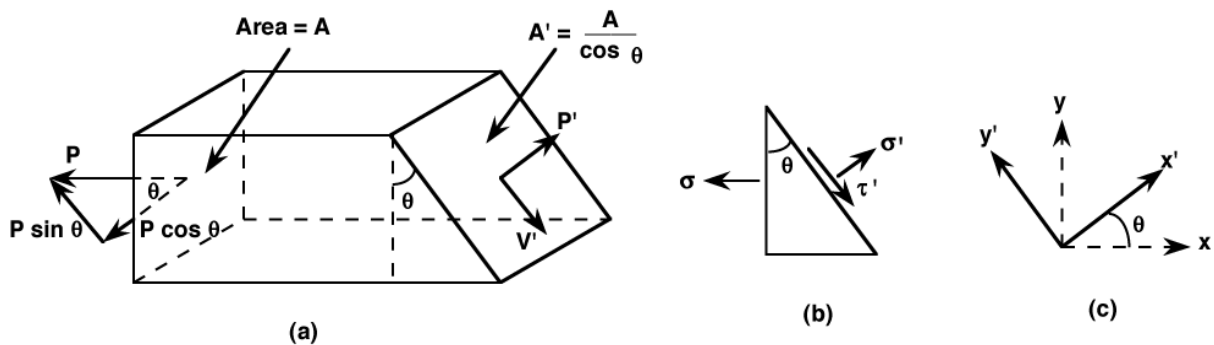 Area = A
A' = A
cos θ
P
θ
P sin θ
P cos θ
θ
P'
V'
(a)
σ
θ
σ'
τ'
(b)
y
y'
x'
θ
x
(c)